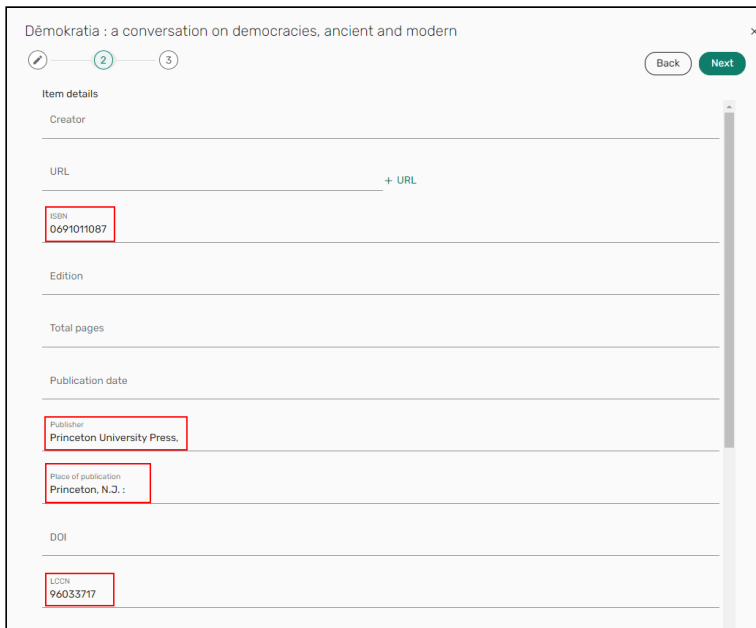 Dēmokratia : a conversation on democracies, ancient and modern
×
2
3
Back
Next
Item details
Creator
URL
+ URL
ISBN
0691011087
Edition
Total pages
Publication date
Publisher
Princeton University Press,
Place of publication
Princeton, N.J. :
DOI
LCCN
96033717